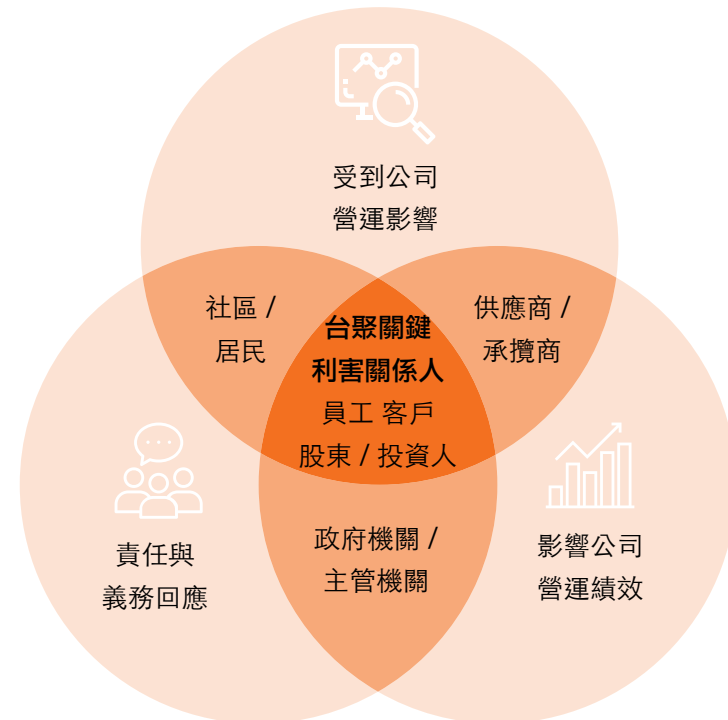 受到公司
營運影響
社區 /
居民
台聚關鍵
利害關係人
員工 客戶
股東 / 投資人
供應商 /
承攬商
責任與
義務回應
政府機關 /
主管機關
影響公司
營運績效